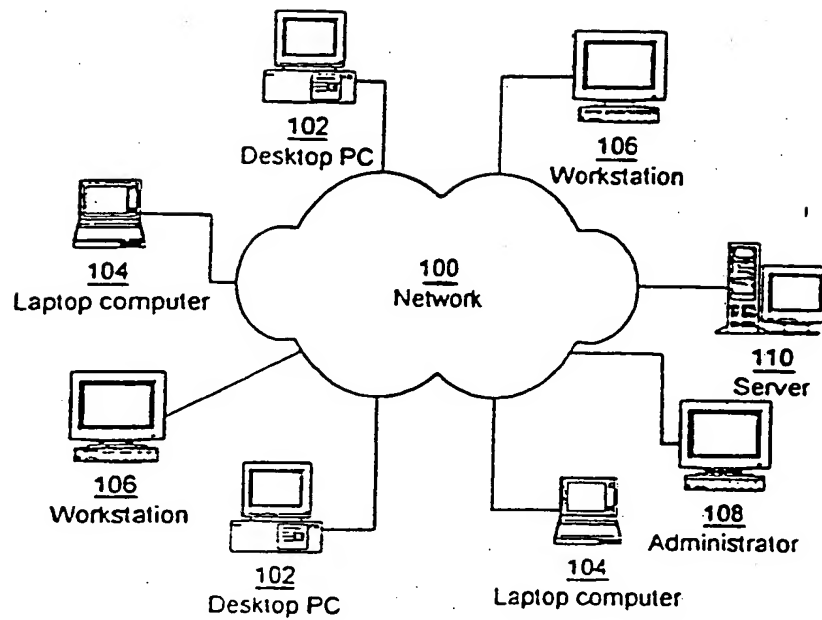 102
Desktop PC
106
Workstation
104
Laptop computer
100
Network
110
Server
106
Workstation
108
Administrator
102
Desktop PC
104
Laptop computer